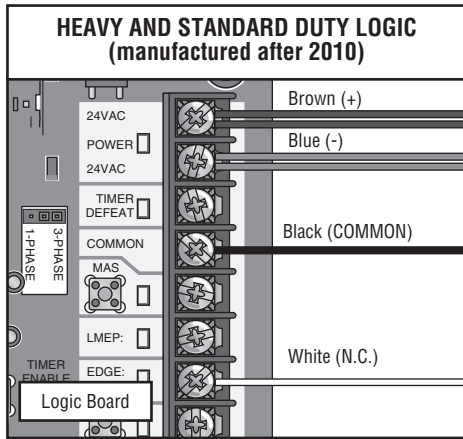 HEAVY AND STANDARD DUTY LOGIC
(manufactured after 2010)
24VAC
POWER
24VAC
TIMER
DEFEAT
COMMON
MAS
LMEP:
EDGE:
TIMER
ENABLE
1-PHASE
3-PHASE
Logic Board
Brown (+)
Blue (-)
Black (COMMON)
White (N.C.)